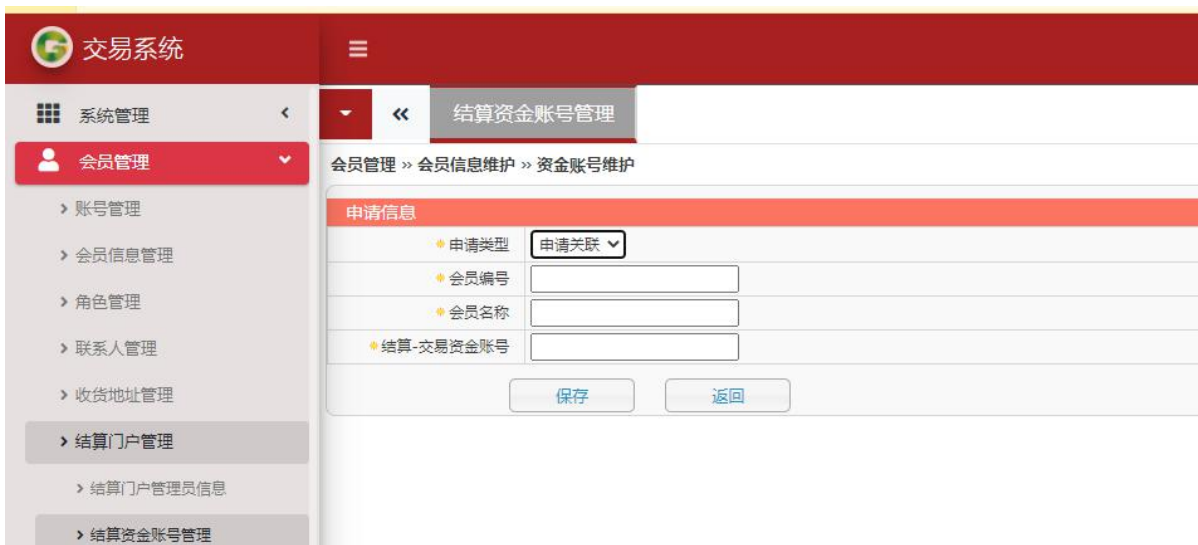 交易系统
系统管理
会员管理
账号管理
会员信息管理
角色管理
联系人管理
收货地址管理
结算门户管理
结算门户管理员信息
结算资金账号管理
结算资金账号管理
会员管理 » 会员信息维护 » 资金账号维护
申请信息
申请类型 申请关联
会员编号
会员名称
结算-交易资金账号
保存 返回